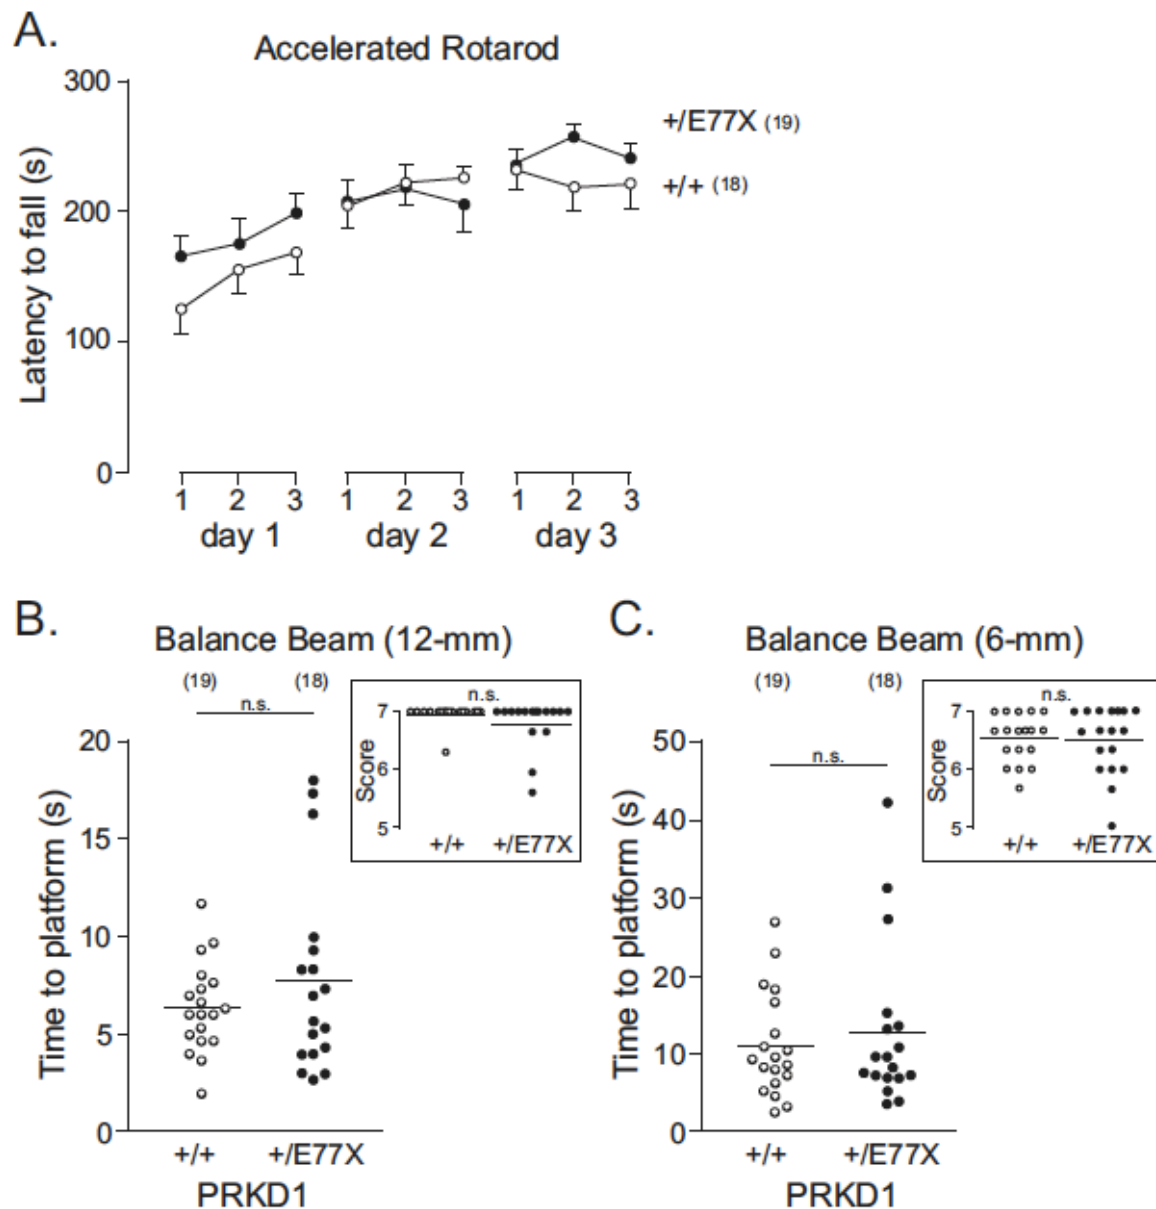 A.
Accelerated Rotarod
300
200
100
0
Latency to fall (s)
+/E77X (19)
+/+ (18)
1 2 3 1 2 3 1 2 3
day 1 day 2 day 3
B.
Balance Beam (12-mm)
(19) (18)
n.s.
20
15
10
5
0
Time to platform (s)
n.s.
7
6
5
Score
+/+ +/E77X
+/+ +/E77X
PRKD1
C.
Balance Beam (6-mm)
(19) (18)
n.s.
50
40
30
20
10
0
Time to platform (s)
n.s.
7
6
5
Score
+/+ +/E77X
+/+ +/E77X
PRKD1